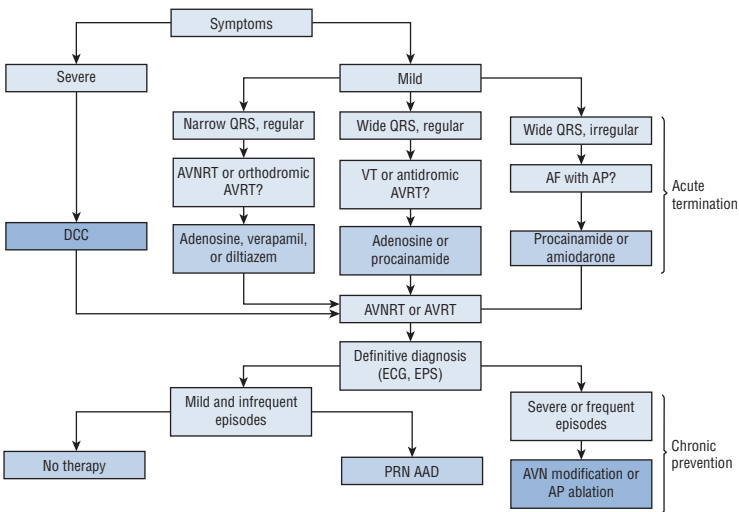 Symptoms
Severe
Mild
Narrow QRS, regular
Wide QRS, regular
Wide QRS, irregular
AVNRT or orthodromic
AVRT?
VT or antidromic
AVRT?
AF with AP?
Acute
termination
DCC
Adenosine, verapamil,
or diltiazem
Adenosine or
procainamide
Procainamide or
amiodarone
AVNRT or AVRT
Definitive diagnosis
(ECG, EPS)
Mild and infrequent
episodes
Severe or frequent
episodes
Chronic
prevention
No therapy
PRN AAD
AVN modification or
AP ablation